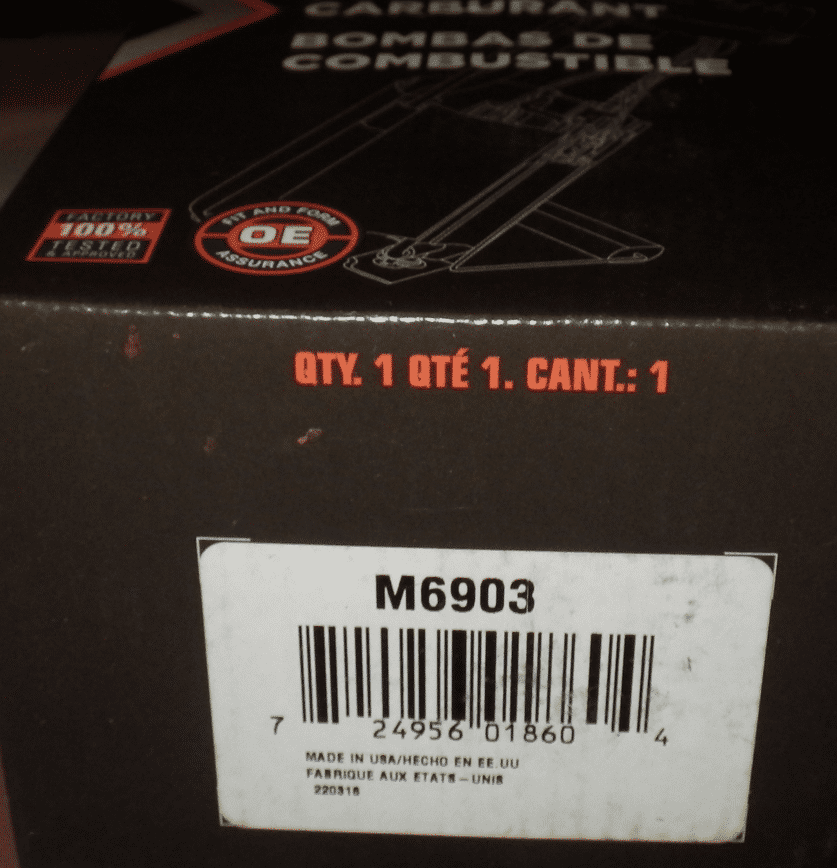 CARBURANT
BOMBAS DE
COMBUSTIBLE
FACTORY
100%
TESTED
& APPROVED
FIT AND FORM
OE
ASSURANCE
QTY. 1 QTÉ 1. CANT.: 1
M6903
7 24956 01860 4
MADE IN USA/HECHO EN EE.UU
FABRIQUE AUX ETATS-UNIS
220316